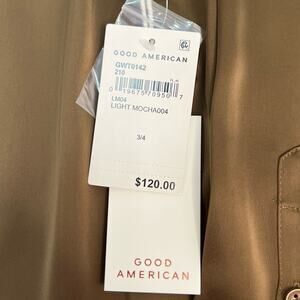 GOOD AMERICAN
GWT0142
210
LM04
LIGHT MOCHA004
3/4
$120.00
GOOD
AMERICAN